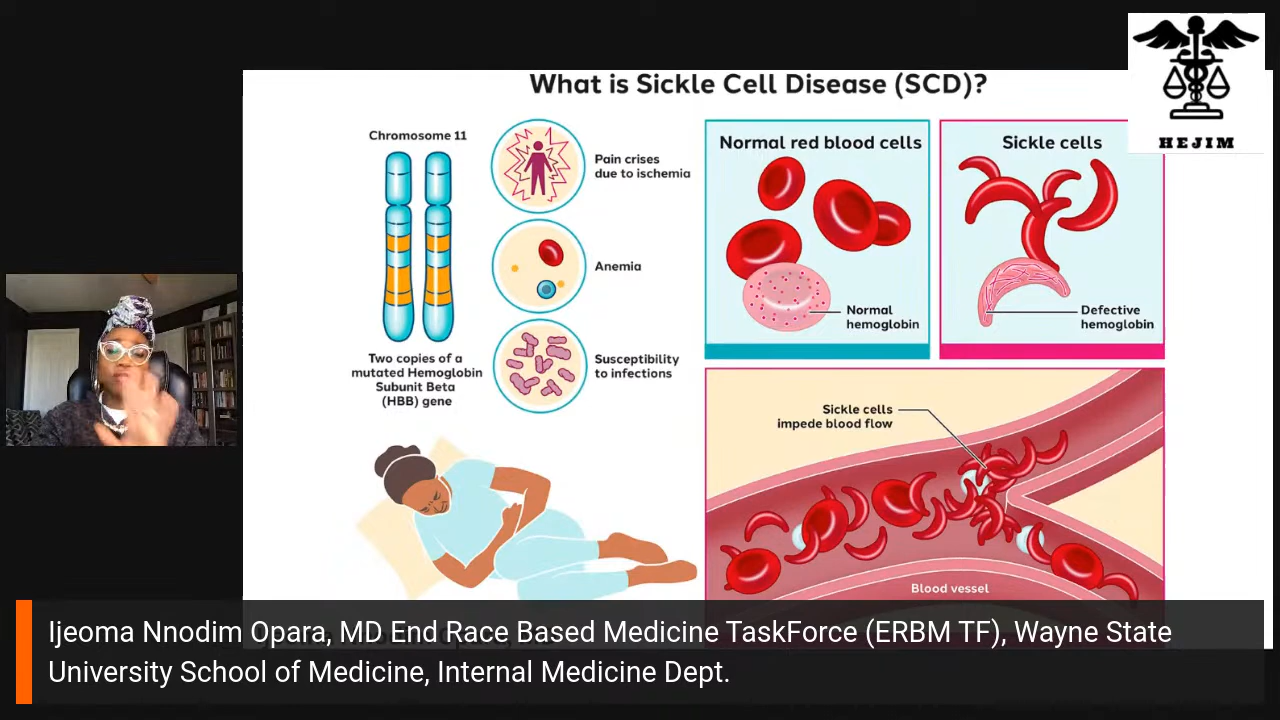 What is Sickle Cell Disease (SCD)?
HEJIM
Chromosome 11
Two copies of a
mutated Hemoglobin
Subunit Beta
(HBB) gene
Pain crises
due to ischemia
Anemia
Susceptibility
to infections
Normal red blood cells
Normal
hemoglobin
Sickle cells
Defective
hemoglobin
Sickle cells
impede blood flow
Blood vessel
Ijeoma Nnodim Opara, MD End Race Based Medicine TaskForce (ERBM TF), Wayne State
University School of Medicine, Internal Medicine Dept.